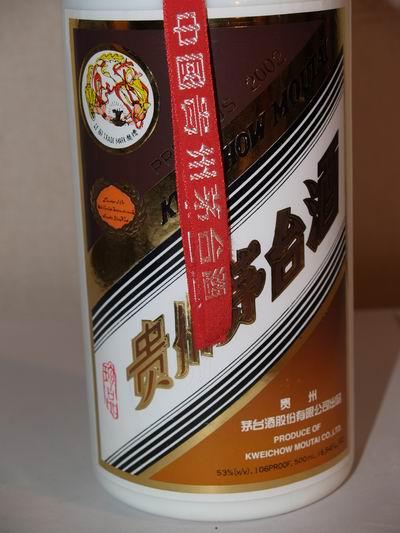 中國贵州茅台酒
2002
KWEICHOW MOUTAI
贵州茅台酒
贵州
茅台酒股份有限公司出品
PRODUCE OF
KWEICHOW MOUTAI CO., LTD.
53%(v/v), 106PROOF, 500mL